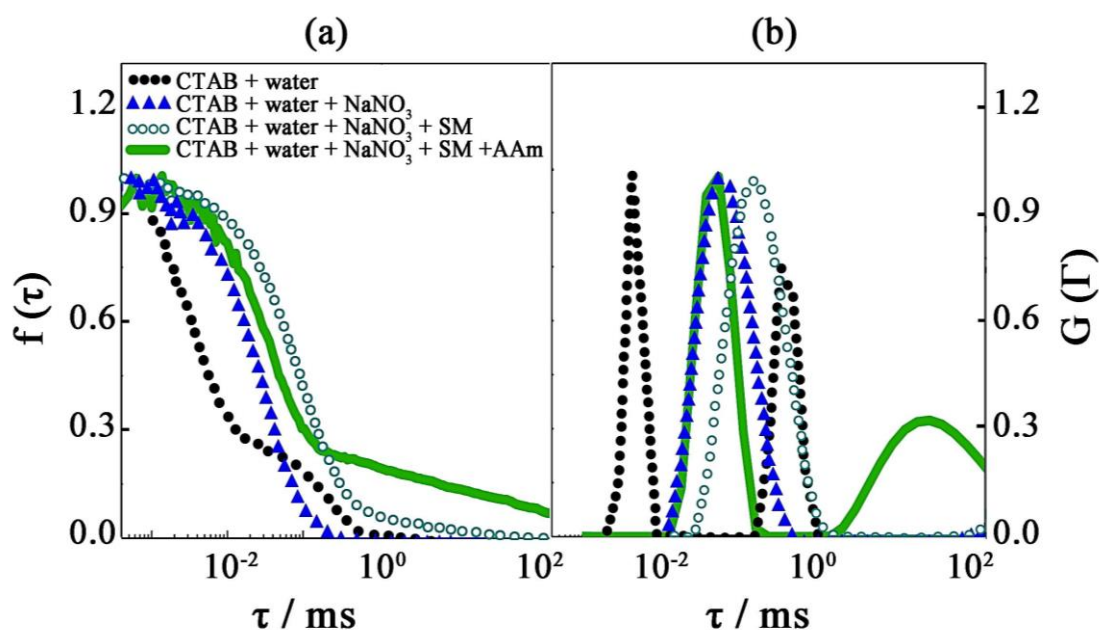 (a)
(b)
CTAB + water
CTAB + water + NaNO₃
CTAB + water + NaNO₃ + SM
CTAB + water + NaNO₃ + SM +AAm
1.2
0.9
0.6
0.3
0.0
f (τ)
10⁻² 10⁰ 10²
τ / ms
1.2
0.9
0.6
0.3
0.0
G (Γ)
10⁻² 10⁰ 10²
τ / ms